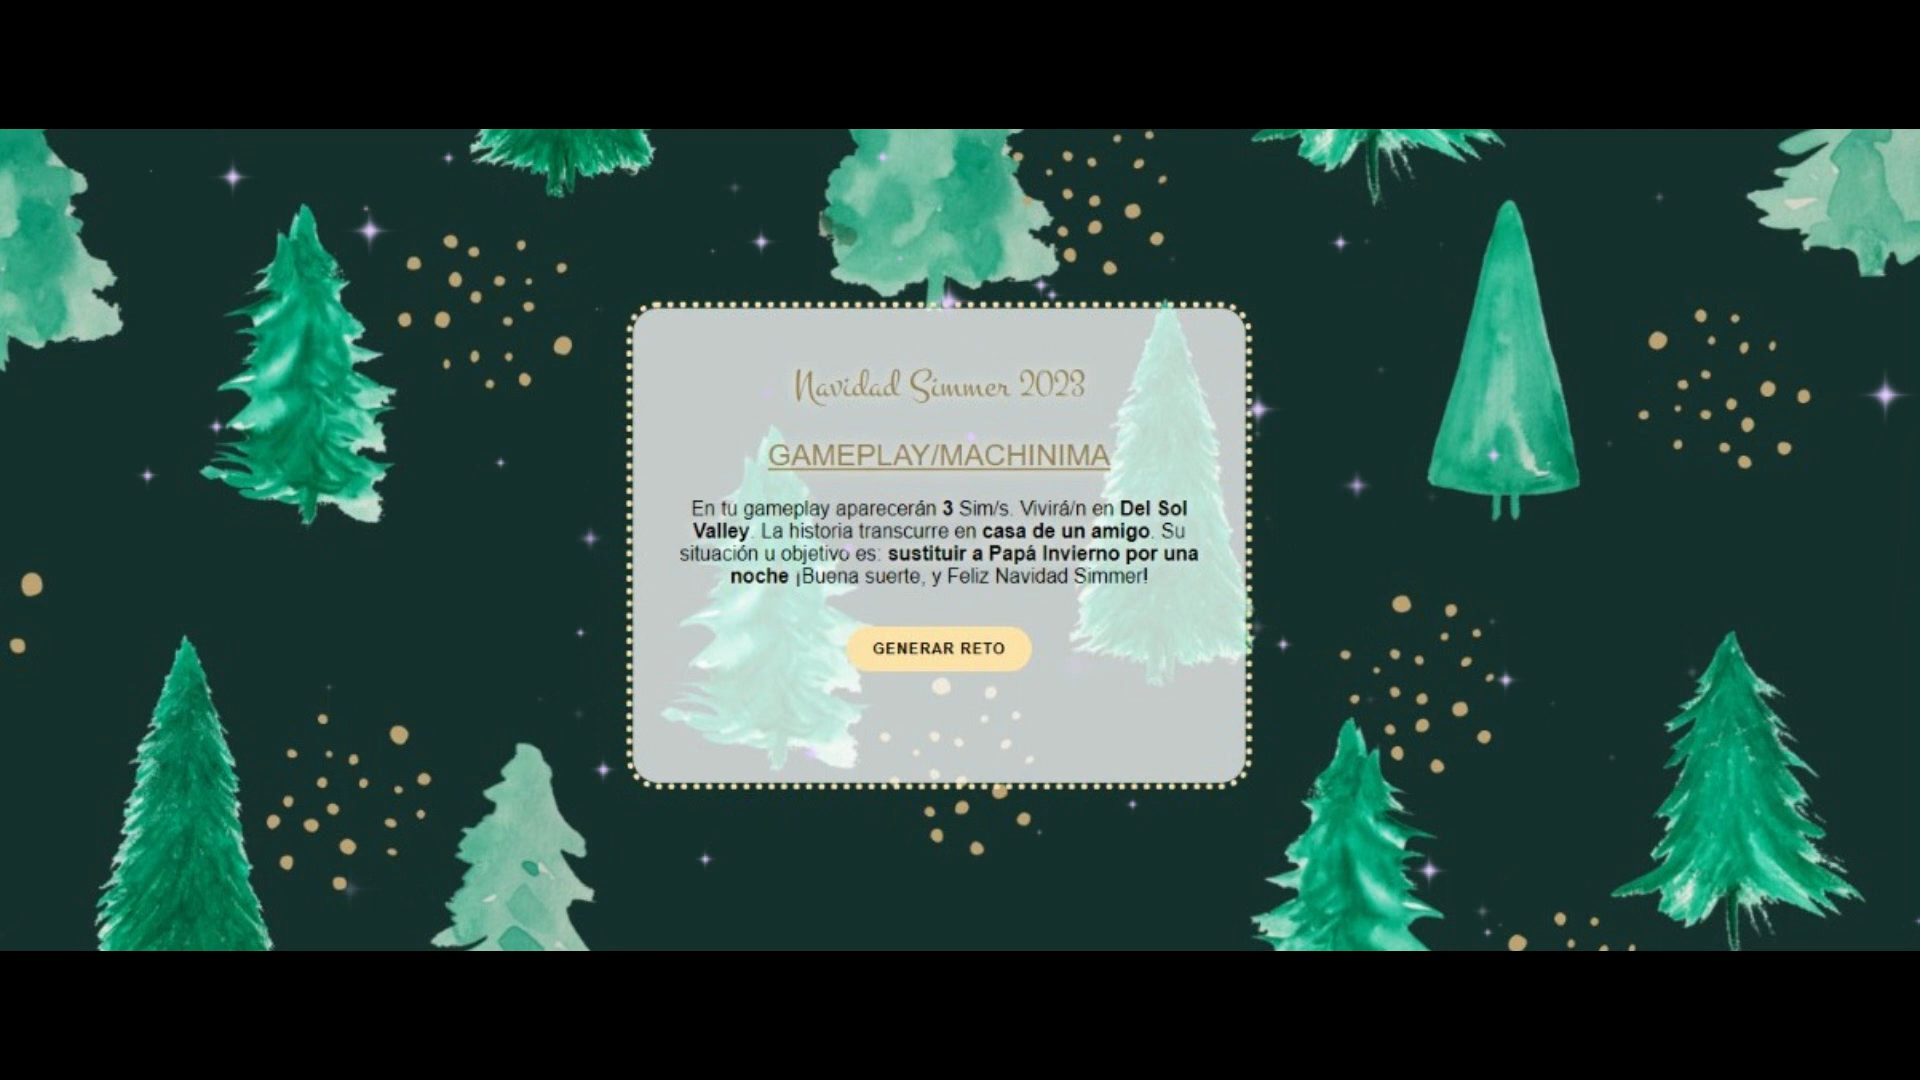 Navidad Simmer 2023
GAMEPLAY/MACHINIMA
En tu gameplay aparecerán 3 Sim/s. Vivirá/n en Del Sol
Valley. La historia transcurre en casa de un amigo. Su
situación u objetivo es: sustituir a Papá Invierno por una
noche ¡Buena suerte, y Feliz Navidad Simmer!
GENERAR RETO